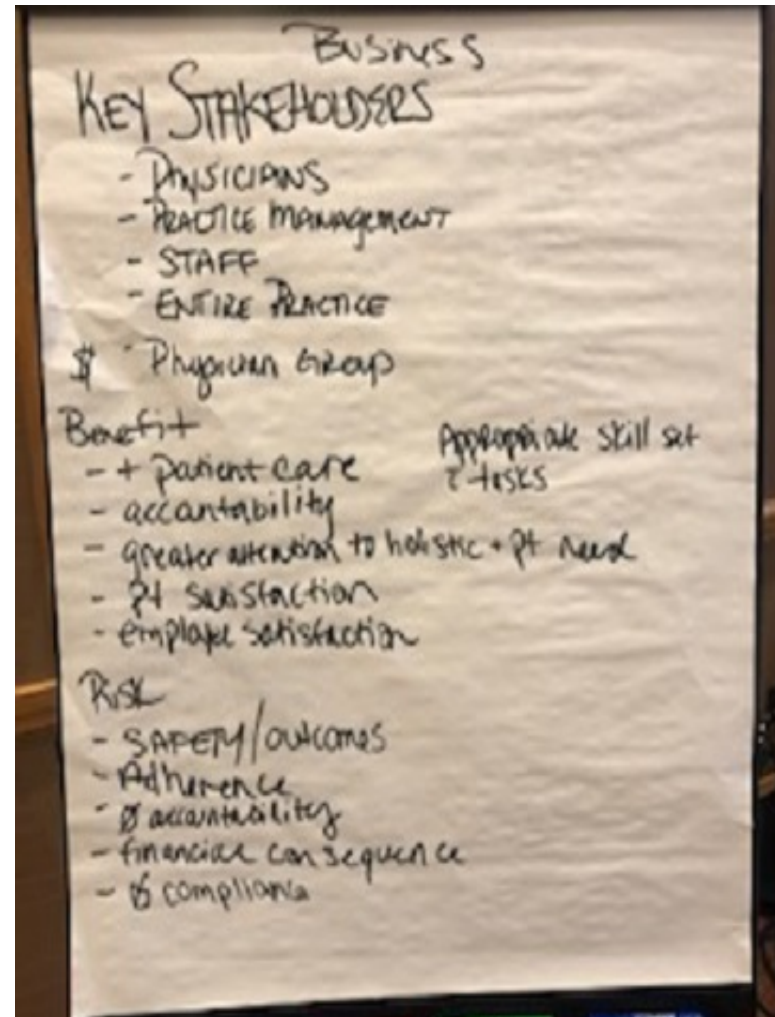 Business
KEY STAKEHOLDERS
- PHYSICIANS
- PRACTICE MANAGEMENT
- STAFF
- ENTIRE PRACTICE
$ - Physician Group
Benefit
- + patient care
- accountability
- greater attention to holistic + pt need
- pt satisfaction
- employee satisfaction
Appropriate skill set
tasks
Risk
- SAFETY/outcomes
- Adherence
- Ø accountability
- financial consequence
- Ø compliance